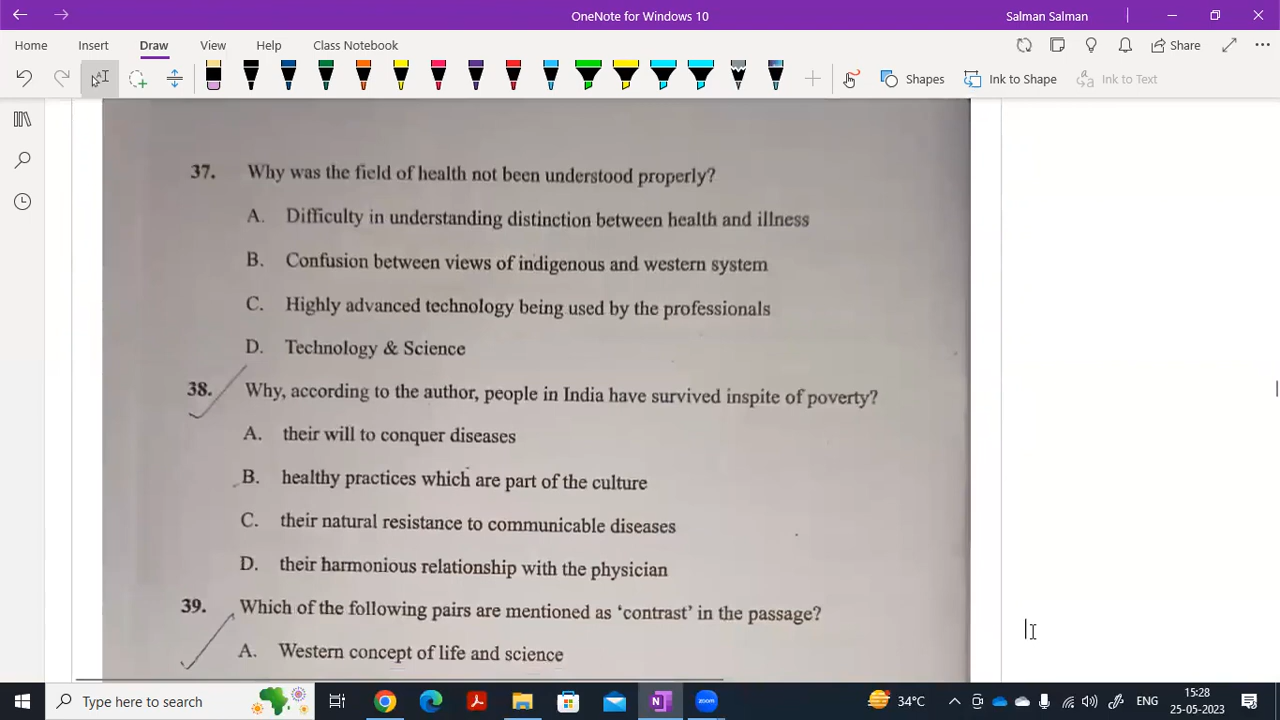 OneNote for Windows 10
Salman Salman
Home Insert Draw View Help Class Notebook
Share
Shapes Ink to Shape Ink to Text
37. Why was the field of health not been understood properly?
A. Difficulty in understanding distinction between health and illness
B. Confusion between views of indigenous and western system
C. Highly advanced technology being used by the professionals
D. Technology & Science
38. Why, according to the author, people in India have survived inspite of poverty?
A. their will to conquer diseases
B. healthy practices which are part of the culture
C. their natural resistance to communicable diseases
D. their harmonious relationship with the physician
39. Which of the following pairs are mentioned as ‘contrast’ in the passage?
A. Western concept of life and science
Type here to search
zoom
34°C
ENG
15:28
25-05-2023